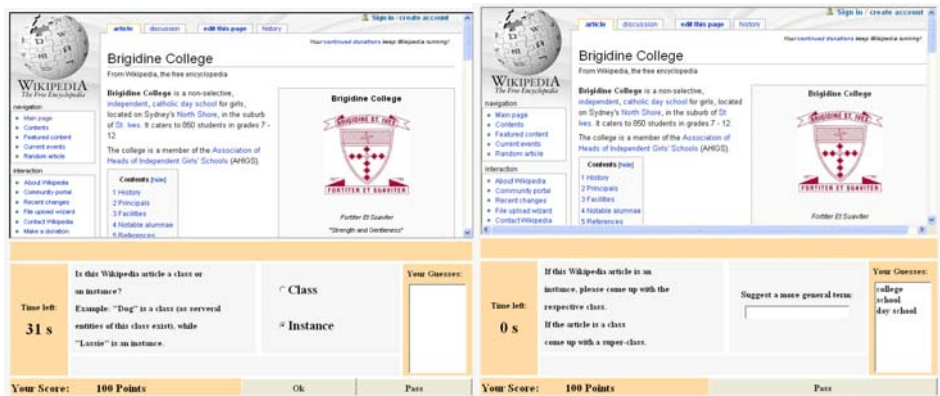 Sign in / create account
article discussion edit this page history
Your continued donations keep Wikipedia running!
WIKIPEDIA
The Free Encyclopedia
Brigidine College
From Wikipedia, the free encyclopedia
Brigidine College is a non-selective,
independent, catholic day school for girls,
located on Sydney's North Shore, in the suburb
of St. Ives. It caters to 850 students in grades 7 -
12.
The college is a member of the Association of
Heads of Independent Girls' Schools (AHIGS).
Contents [hide]
1 History
2 Principals
3 Facilities
4 Notable alumnae
5 References
Brigidine College
BRIGIDINE ST. IVES
FORTITER ET SUAVITER
Fortiter Et Suaviter
"Strength and Gentleness"
navigation
Main page
Contents
Featured content
Current events
Random article
interaction
About Wikipedia
Community portal
Recent changes
File upload wizard
Contact Wikipedia
Make a donation
Time left:
31 s
Is this Wikipedia article a class or
an instance?
Example: "Dog" is a class (as serveral
entities of this class exist), while
"Lassie" is an instance.
Class
Instance
Your Guesses:
Your Score: 100 Points Ok Pass
Sign in / create account
article discussion edit this page history
Your continued donations keep Wikipedia running!
WIKIPEDIA
The Free Encyclopedia
Brigidine College
From Wikipedia, the free encyclopedia
Brigidine College is a non-selective,
independent, catholic day school for girls, located
on Sydney's North Shore, in the suburb of St.
Ives. It caters to 850 students in grades 7 - 12.
The college is a member of the Association of
Heads of Independent Girls' Schools (AHIGS).
Contents [hide]
1 History
2 Principals
3 Facilities
4 Notable alumnae
5 References
Brigidine College
BRIGIDINE ST. IVES
FORTITER ET SUAVITER
Fortiter Et Suaviter
navigation
Main page
Contents
Featured content
Current events
Random article
interaction
About Wikipedia
Community portal
Recent changes
File upload wizard
Contact Wikipedia
Time left:
0 s
If this Wikipedia article is an
instance, please come up with the
respective class.
If the article is a class
come up with a super-class.
Suggest a more general term:
Your Guesses:
college
school
day school
Your Score: 100 Points Pass